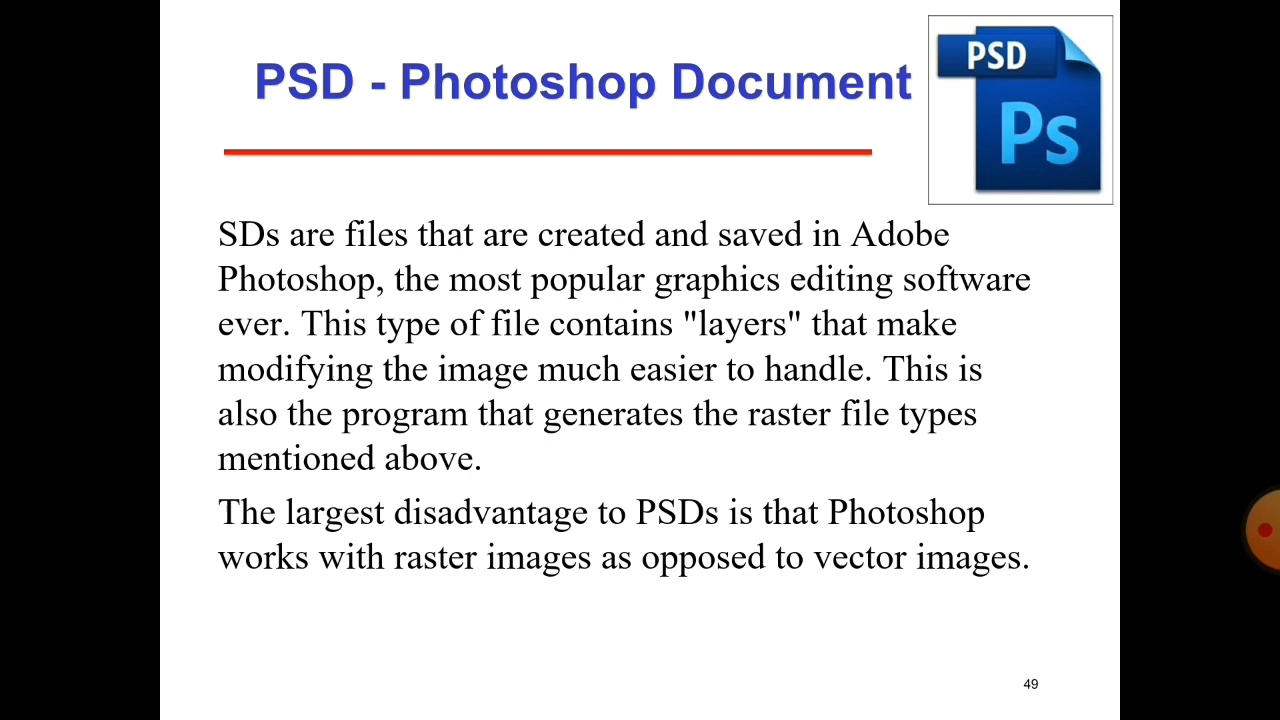 PSD - Photoshop Document
PSD
Ps
SDs are files that are created and saved in Adobe
Photoshop, the most popular graphics editing software
ever. This type of file contains "layers" that make
modifying the image much easier to handle. This is
also the program that generates the raster file types
mentioned above.
The largest disadvantage to PSDs is that Photoshop
works with raster images as opposed to vector images.
49